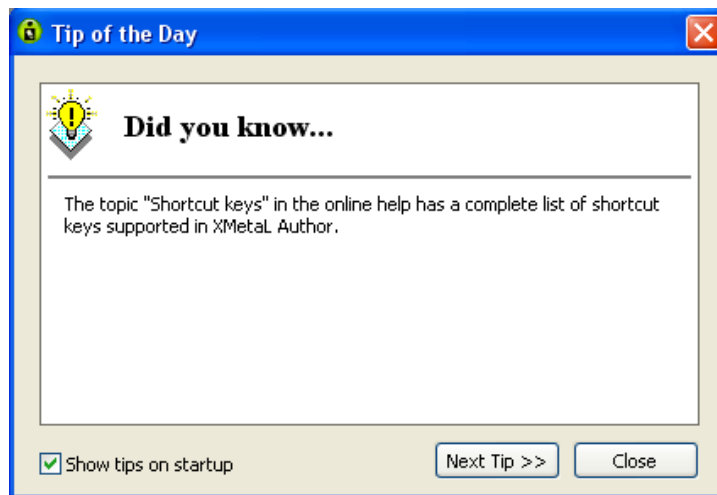 Tip of the Day
Did you know...
The topic "Shortcut keys" in the online help has a complete list of shortcut
keys supported in XMetaL Author.
Show tips on startup
Next Tip >>
Close